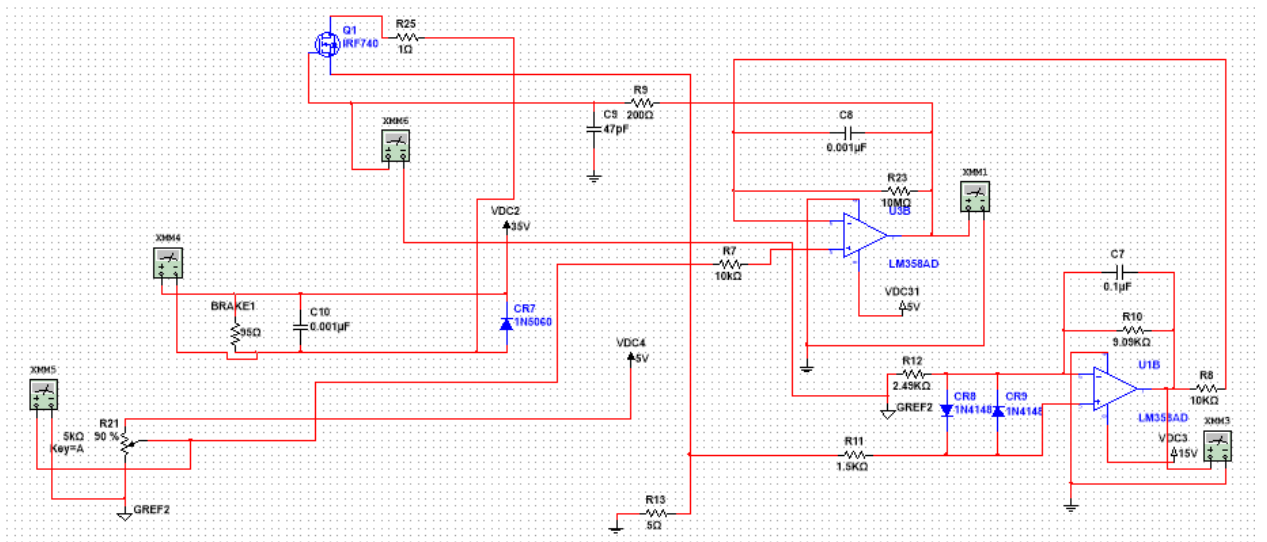 Q1
IRF740
R25
1Ω
R9
200Ω
C9
47pF
XMM6
C8
0.001µF
R23
10MΩ
U3B
XMM1
LM358AD
VDC2
35V
R7
10kΩ
VDC31
5V
XMM4
BRAKE1
95Ω
C10
0.001µF
CR7
1N5060
C7
0.1µF
R10
9.09KΩ
VDC4
5V
R12
2.49KΩ
U1B
R8
10KΩ
XMM5
GREF2
CR8
1N4148
CR9
1N4148
LM358AD
XMM3
R21
5kΩ
90 %
Key=A
VDC3
15V
R11
1.5KΩ
R13
5Ω
GREF2